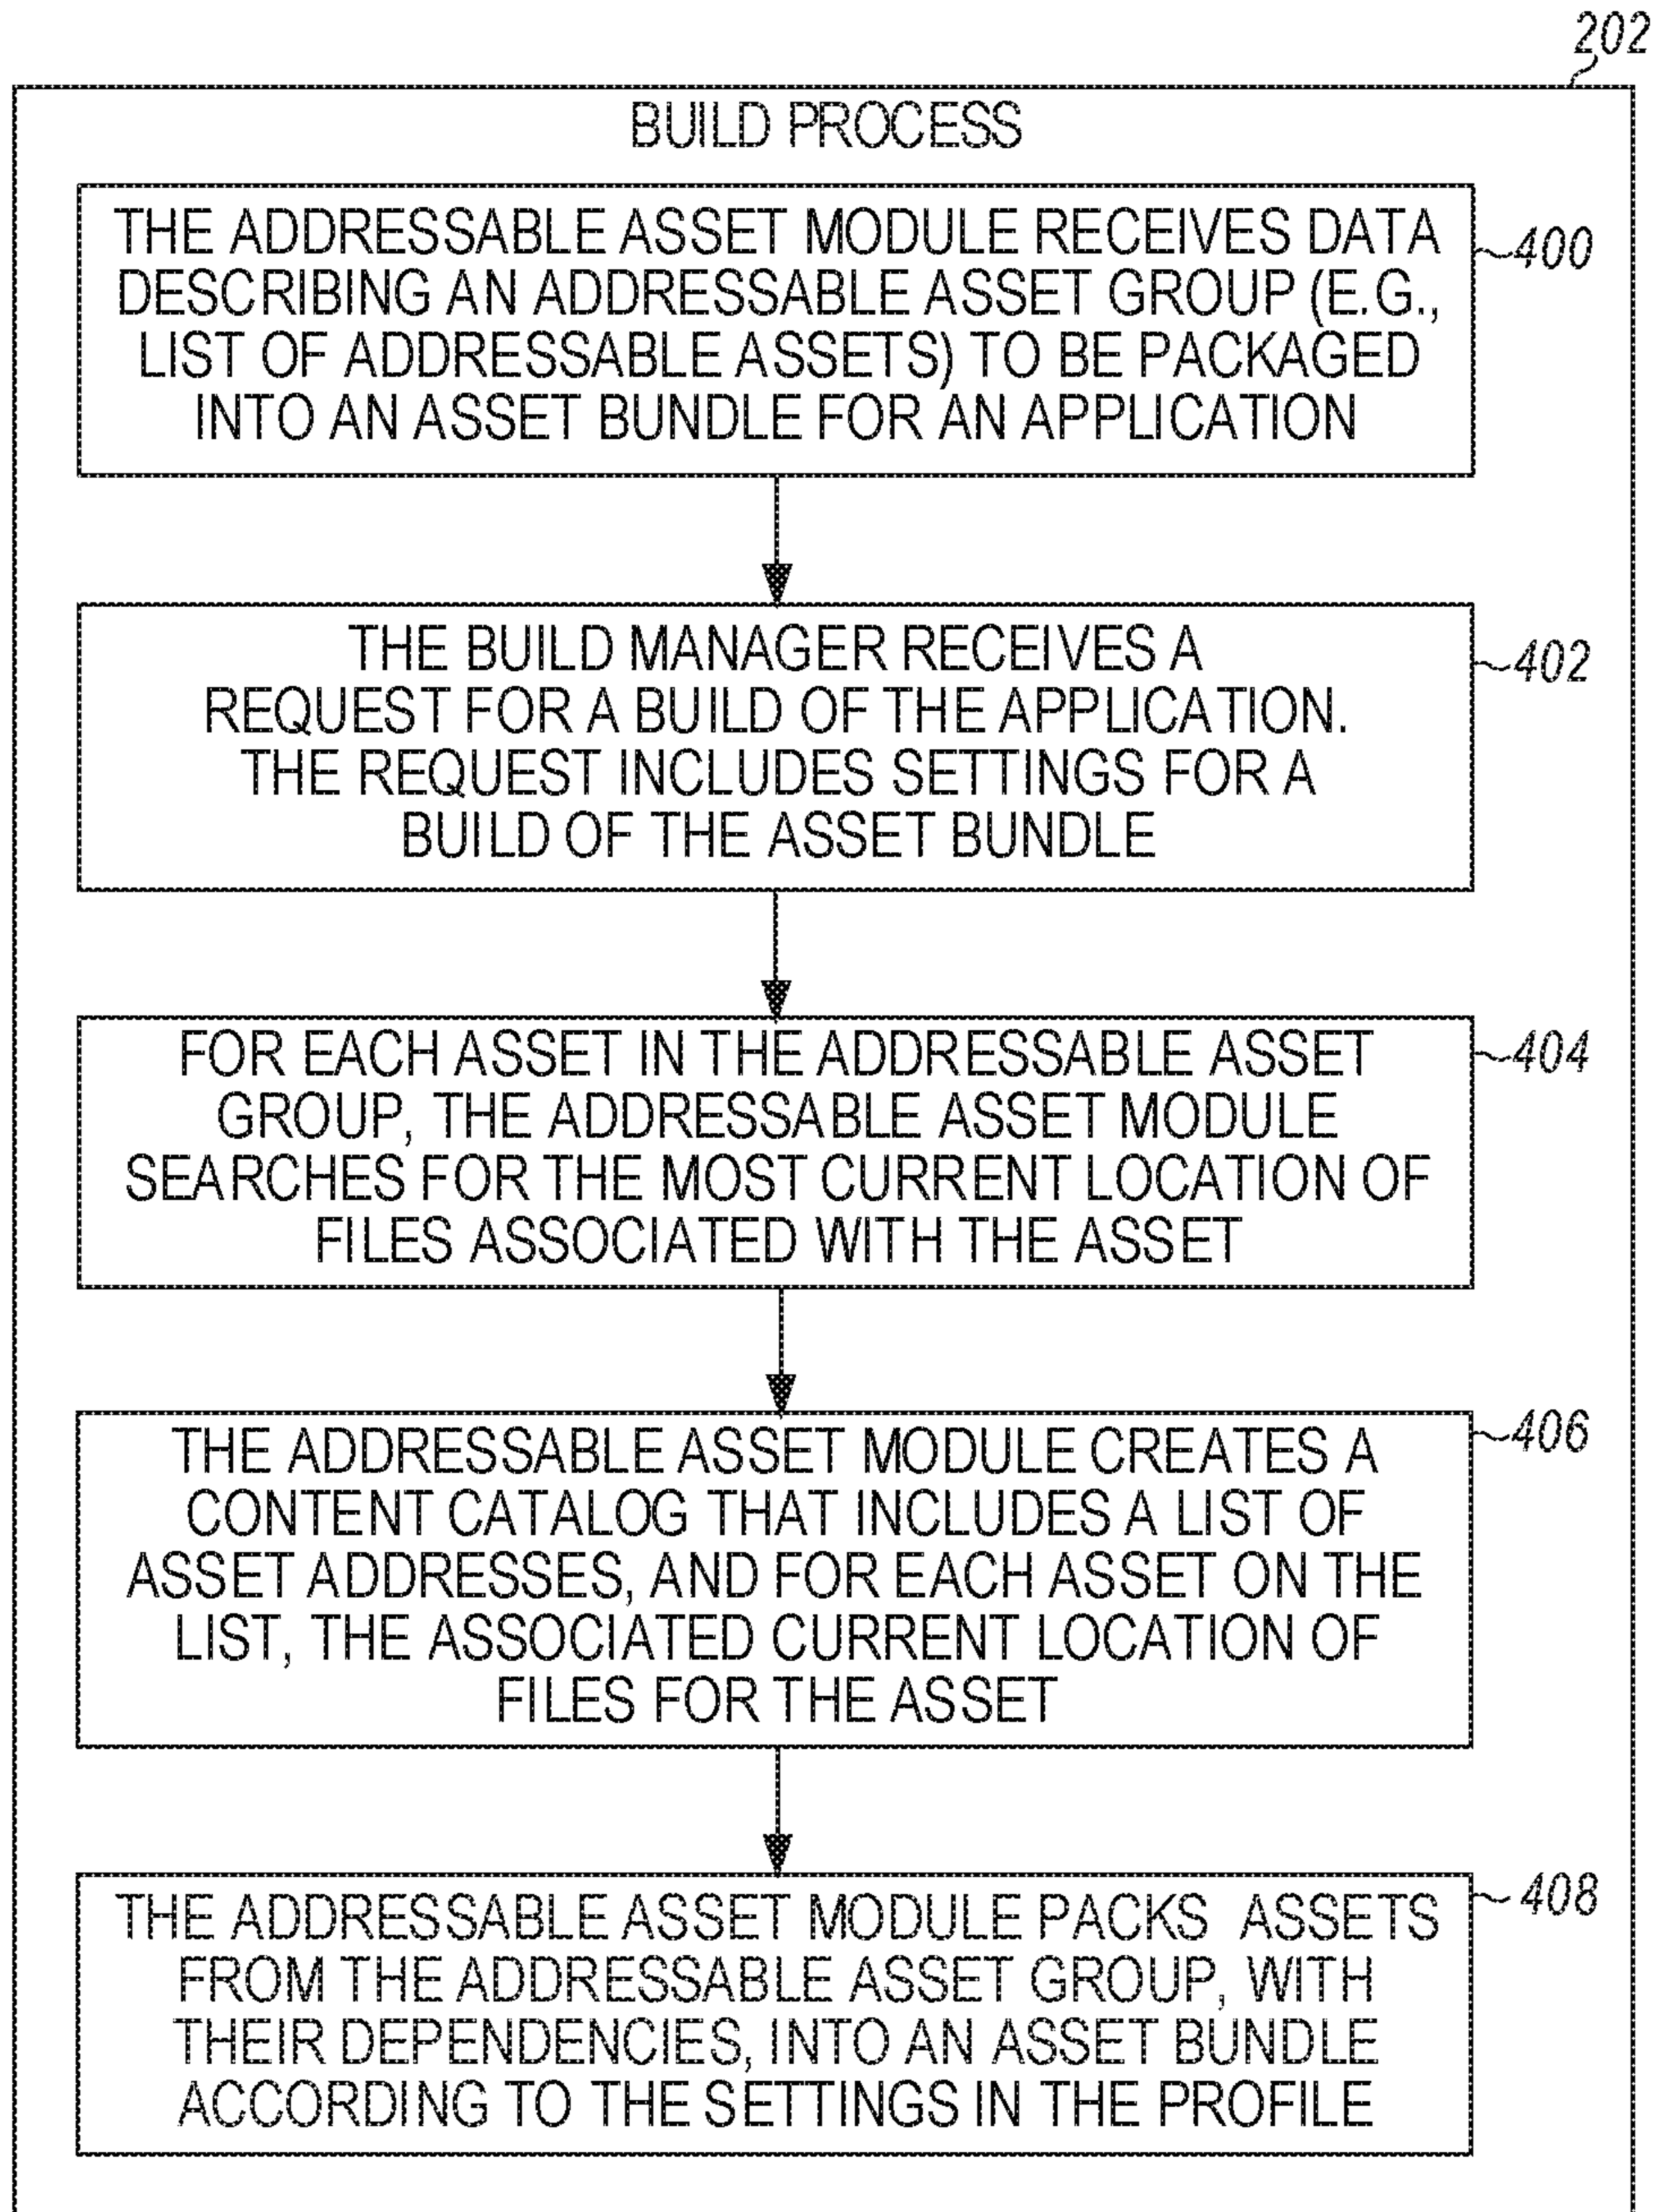 202
BUILD PROCESS
THE ADDRESSABLE ASSET MODULE RECEIVES DATA
DESCRIBING AN ADDRESSABLE ASSET GROUP (E.G.,
LIST OF ADDRESSABLE ASSETS) TO BE PACKAGED
INTO AN ASSET BUNDLE FOR AN APPLICATION
400
THE BUILD MANAGER RECEIVES A
REQUEST FOR A BUILD OF THE APPLICATION.
THE REQUEST INCLUDES SETTINGS FOR A
BUILD OF THE ASSET BUNDLE
402
FOR EACH ASSET IN THE ADDRESSABLE ASSET
GROUP, THE ADDRESSABLE ASSET MODULE
SEARCHES FOR THE MOST CURRENT LOCATION OF
FILES ASSOCIATED WITH THE ASSET
404
THE ADDRESSABLE ASSET MODULE CREATES A
CONTENT CATALOG THAT INCLUDES A LIST OF
ASSET ADDRESSES, AND FOR EACH ASSET ON THE
LIST, THE ASSOCIATED CURRENT LOCATION OF
FILES FOR THE ASSET
406
THE ADDRESSABLE ASSET MODULE PACKS ASSETS
FROM THE ADDRESSABLE ASSET GROUP, WITH
THEIR DEPENDENCIES, INTO AN ASSET BUNDLE
ACCORDING TO THE SETTINGS IN THE PROFILE
408